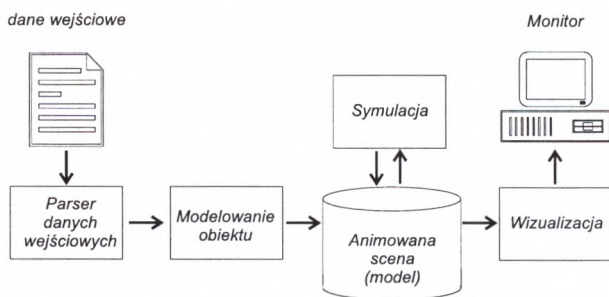 dane wejściowe
Monitor
Symulacja
Parser
danych
wejściowych
Modelowanie
obiektu
Animowana
scena
(model)
Wizualizacja